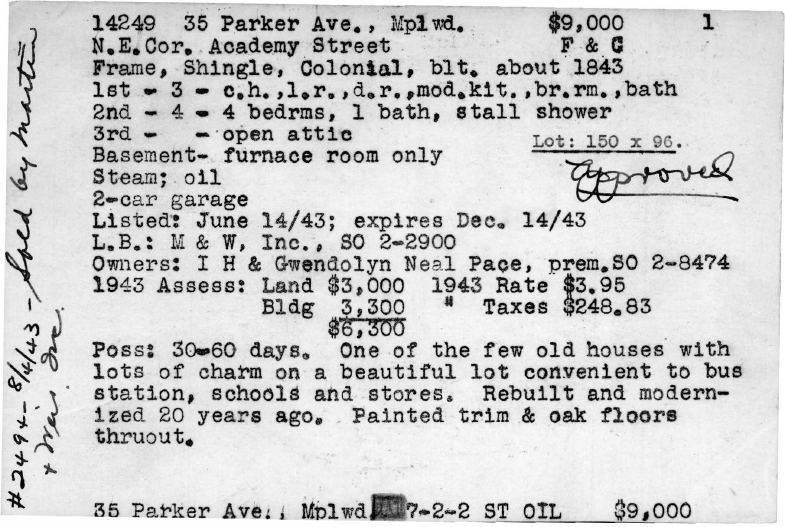 14249 35 Parker Ave., Mplwd. $9,000 1
N.E.Cor. Academy Street F & G
Frame, Shingle, Colonial, blt. about 1843
1st - 3 - c.h.,l.r.,d.r.,mod.kit.,br.rm.,bath
2nd - 4 - 4 bedrms, 1 bath, stall shower
3rd - - open attic
Lot: 150 x 96.
Basement- furnace room only
Approved
Steam; oil
2-car garage
Listed: June 14/43; expires Dec. 14/43
L.B.: M & W, Inc., SO 2-2900
Owners: I H & Gwendolyn Neal Pace, prem.SO 2-8474
1943 Assess: Land $3,000 1943 Rate $3.95
Bldg 3,300 " Taxes $248.83
$6,300
Poss: 30-60 days. One of the few old houses with
lots of charm on a beautiful lot convenient to bus
station, schools and stores. Rebuilt and modern-
ized 20 years ago. Painted trim & oak floors
thruout.
35 Parker Ave., Mplwd. 7-2-2 ST OIL $9,000
#2494 - 8/4/43 - Sold by Martin
+ Weis. Inc.